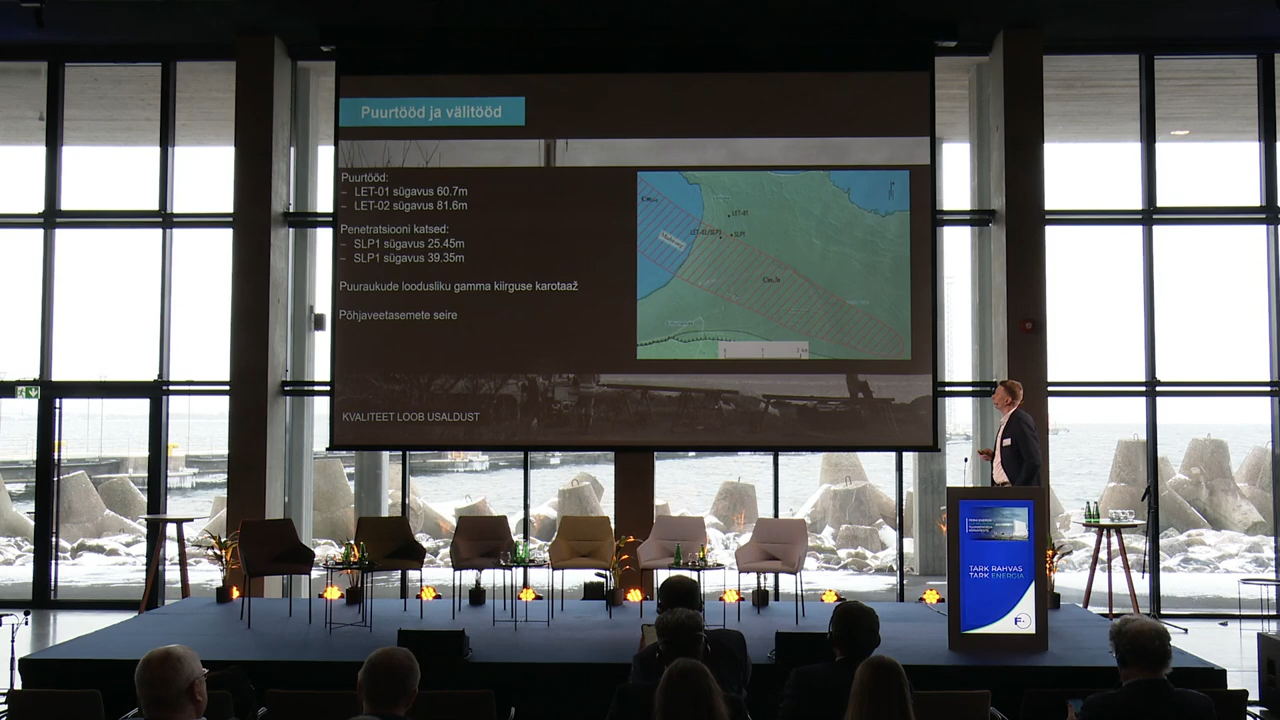 Puurtööd ja välitööd
Puurtööd:
– LET-01 sügavus 60.7m
– LET-02 sügavus 81.6m
Penetratsiooni katsed:
– SLP1 sügavus 25.45m
– SLP1 sügavus 39.35m
Puuraukude loodusliku gamma kiirguse karotaaž
Põhjaveetasemete seire
KVALITEET LOOB USALDUST
LET-01
SLP1
TARK RAHVAS
TARK ENERGIA